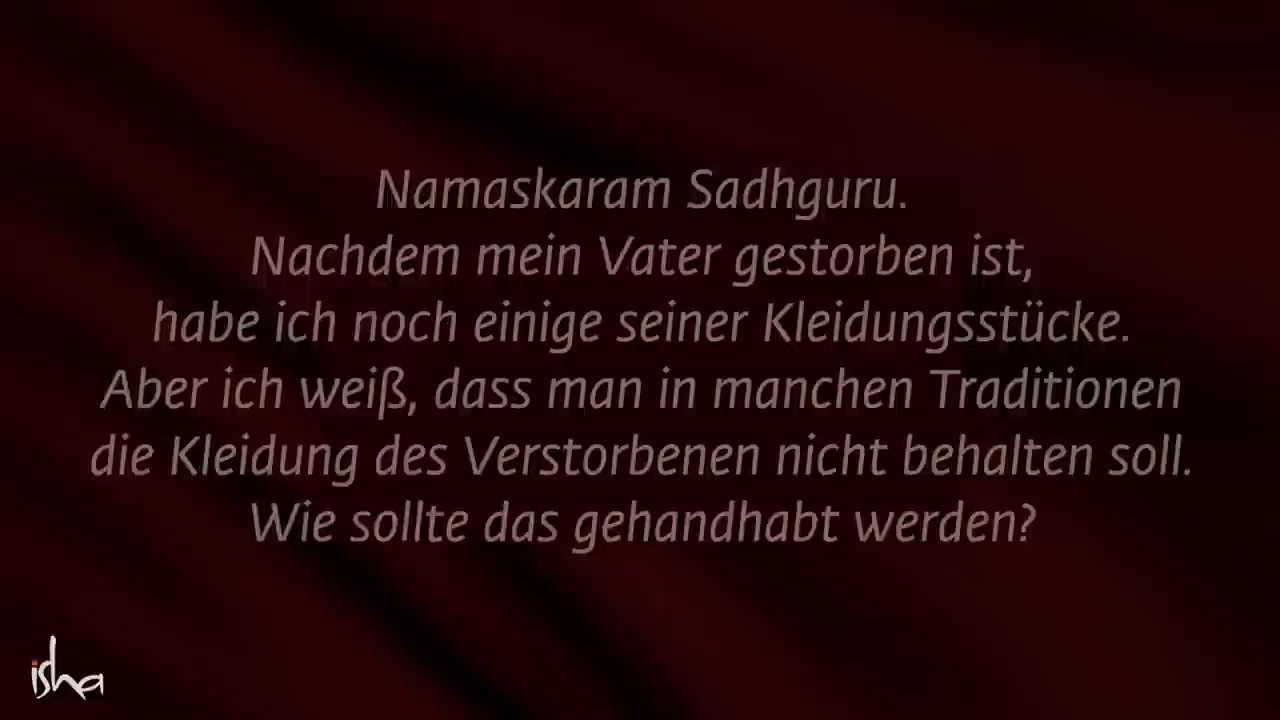 Namaskaram Sadhguru.
Nachdem mein Vater gestorben ist,
habe ich noch einige seiner Kleidungsstücke.
Aber ich weiß, dass man in manchen Traditionen
die Kleidung des Verstorbenen nicht behalten soll.
Wie sollte das gehandhabt werden?
isha